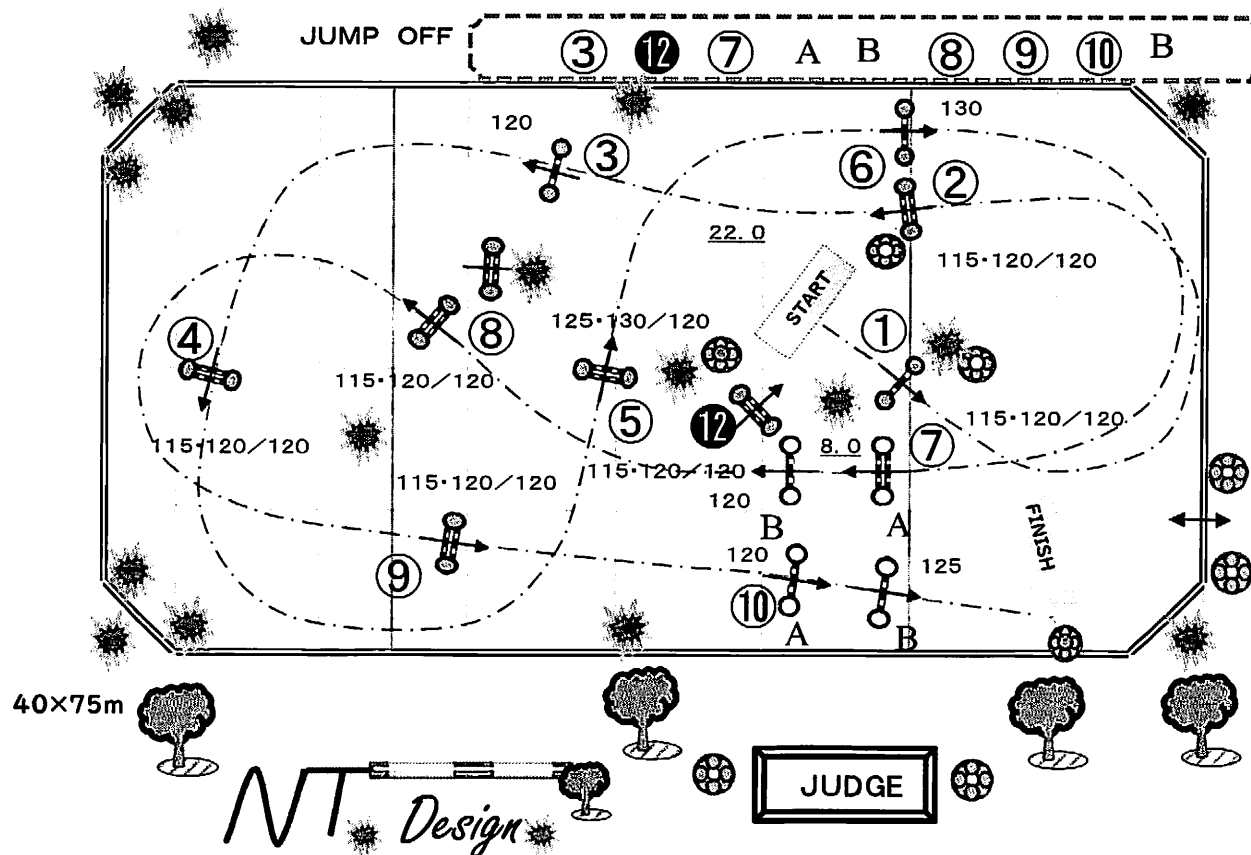 JUMP OFF ③ ⓬ ⑦ A B ⑧ ⑨ ⑩ B
120
130
③
⑥
②
22.0
115·120/120
START
④
⑧
125·130/120
①
115·120/120
⑤
⓬
115·120/120
115·120/120
8.0
⑦
115·120/120
115·120/120
120
B
A
FINISH
⑨
120
125
⑩
A
B
40×75m
NT Design
JUDGE